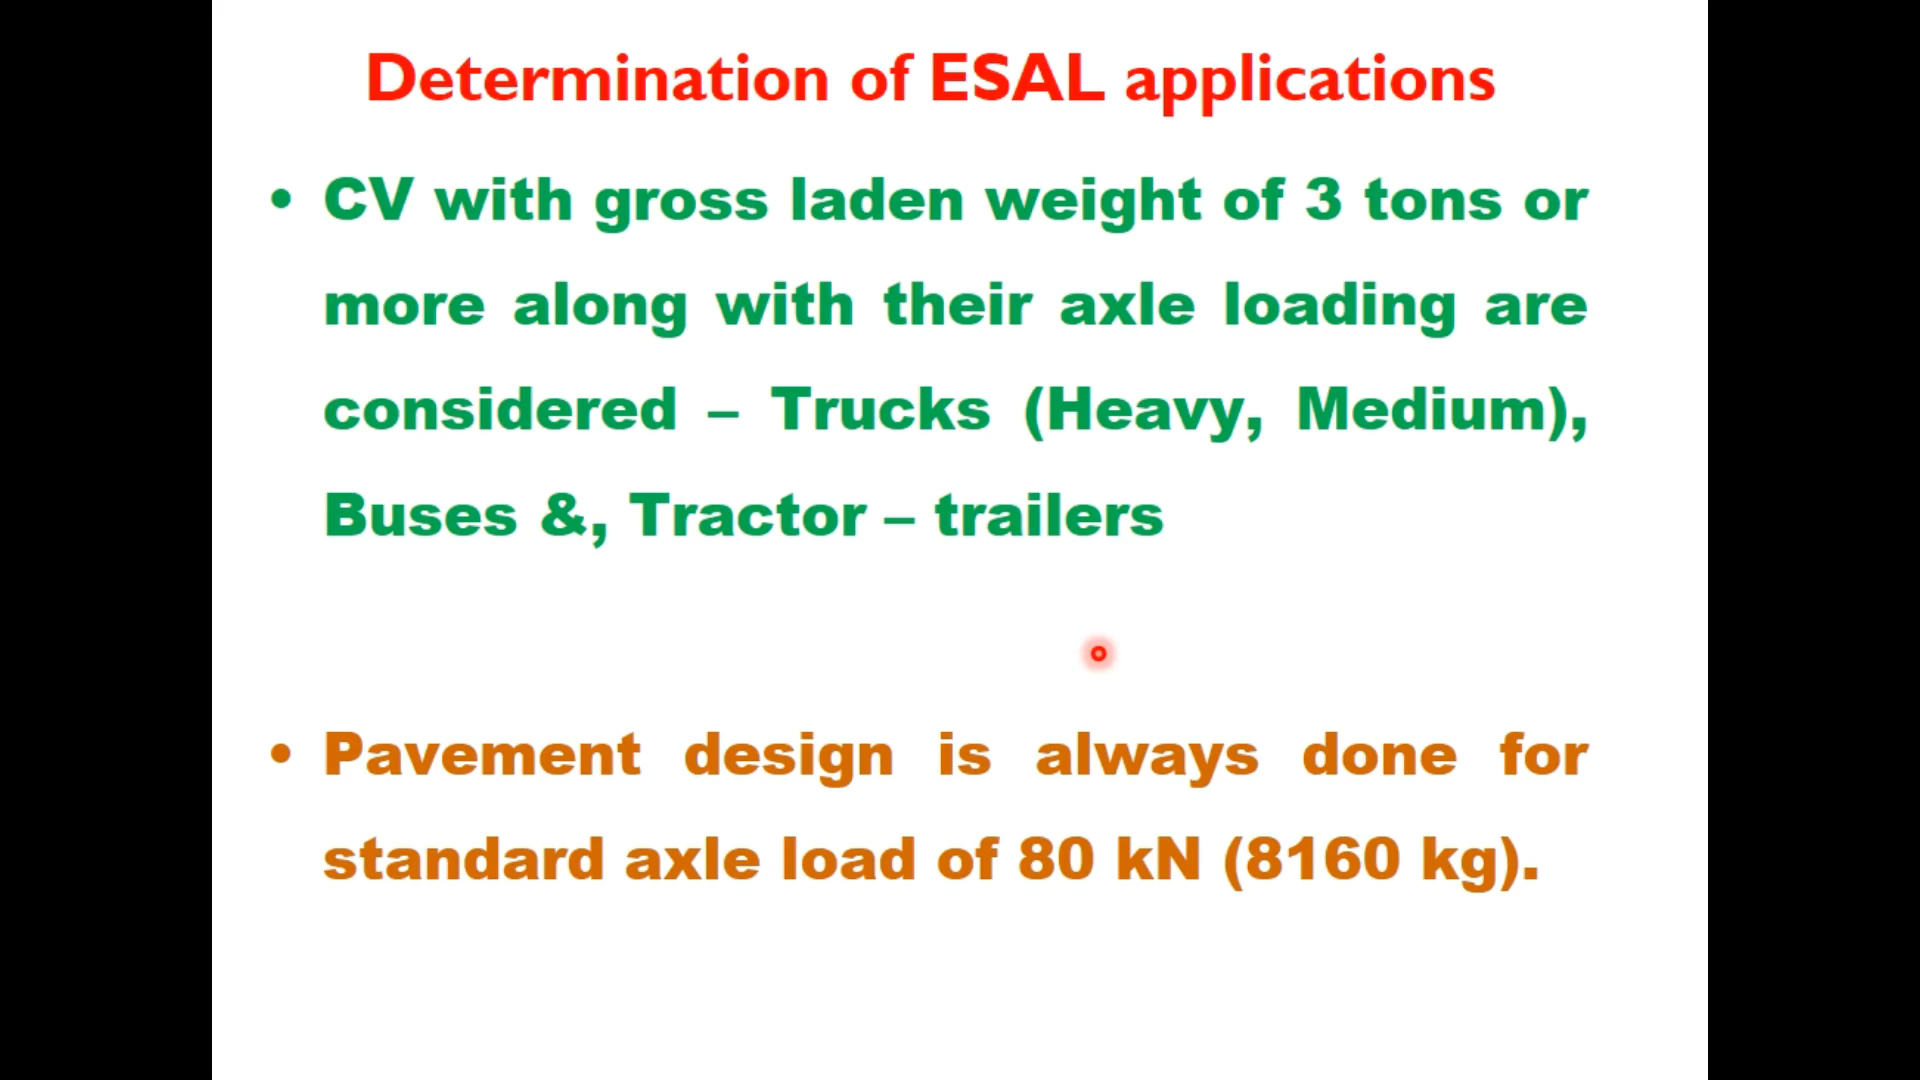 Determination of ESAL applications
• CV with gross laden weight of 3 tons or
more along with their axle loading are
considered – Trucks (Heavy, Medium),
Buses &, Tractor – trailers
• Pavement design is always done for
standard axle load of 80 kN (8160 kg).